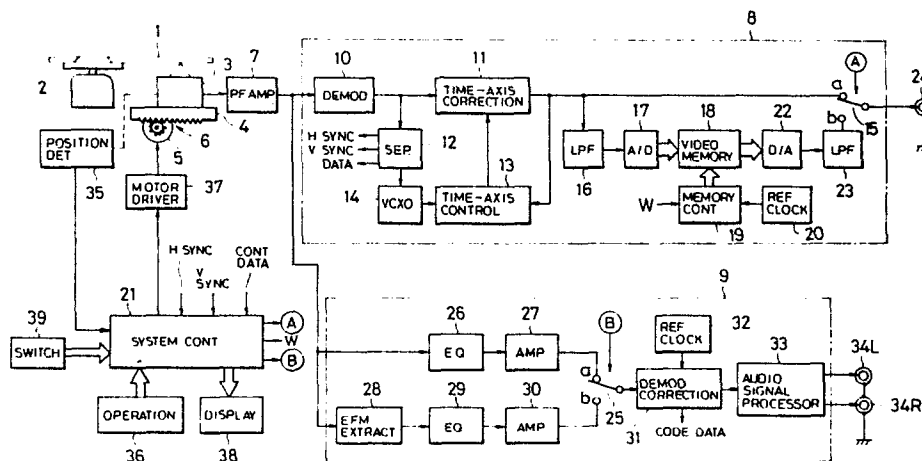 1
8
3
7
10
11
A
24
2
PF AMP
DEMOD
TIME-AXIS CORRECTION
a
4
6
17
18
22
15
b
5
H SYNC
12
POSITION DET
V SYNC
SEP.
13
LPF
A/D
VIDEO MEMORY
D/A
LPF
DATA
35
37
16
23
MOTOR DRIVER
14
VCXO
TIME-AXIS CONTROL
W
MEMORY CONT
REF CLOCK
19
20
H SYNC
V SYNC
CONT DATA
9
21
39
A
26
27
B
REF CLOCK
32
SWITCH
SYSTEM CONT
W
33
B
EQ
AMP
a
34L
28
29
30
b
25
DEMOD CORRECTION
AUDIO SIGNAL PROCESSOR
OPERATION
DISPLAY
EFM EXTRACT
EQ
AMP
31
34R
36
38
CODE DATA